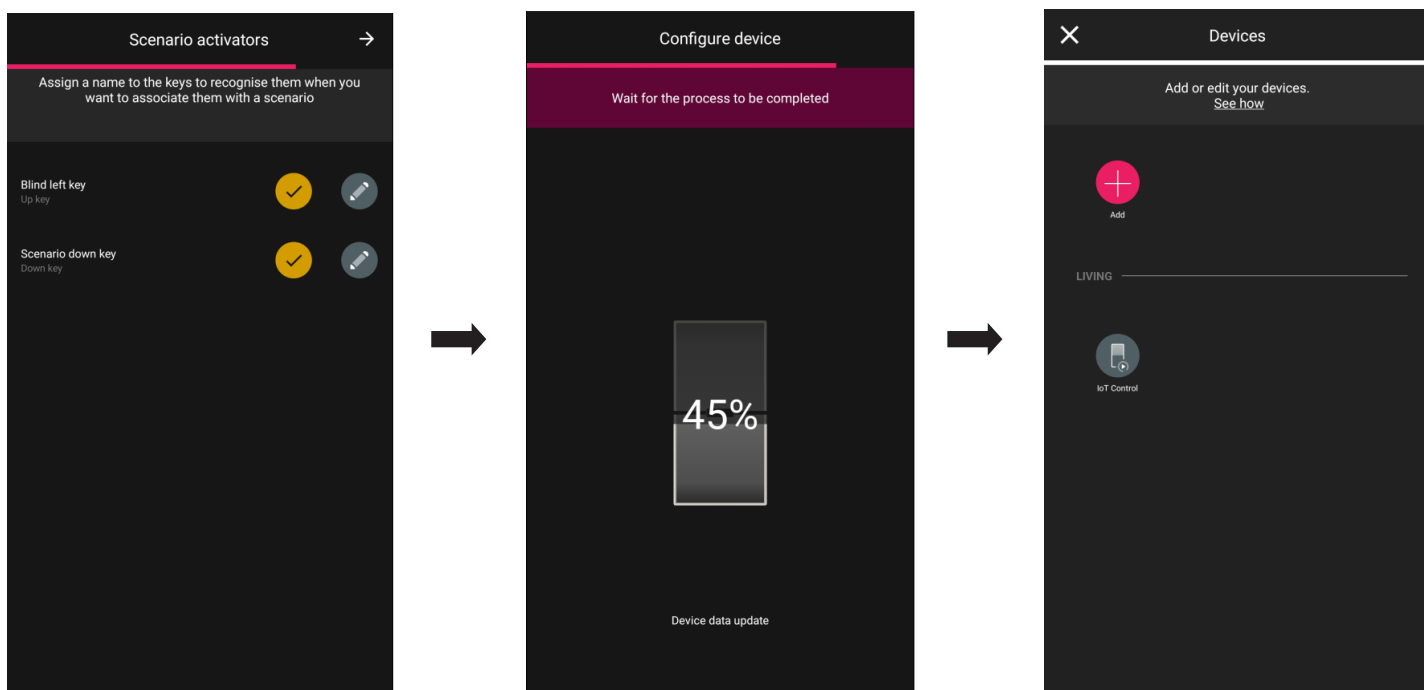 Scenario activators
Assign a name to the keys to recognise them when you
want to associate them with a scenario
Blind left key
Up key
Scenario down key
Down key
Configure device
Wait for the process to be completed
45%
Device data update
Devices
Add or edit your devices.
See how
Add
LIVING
IoT Control